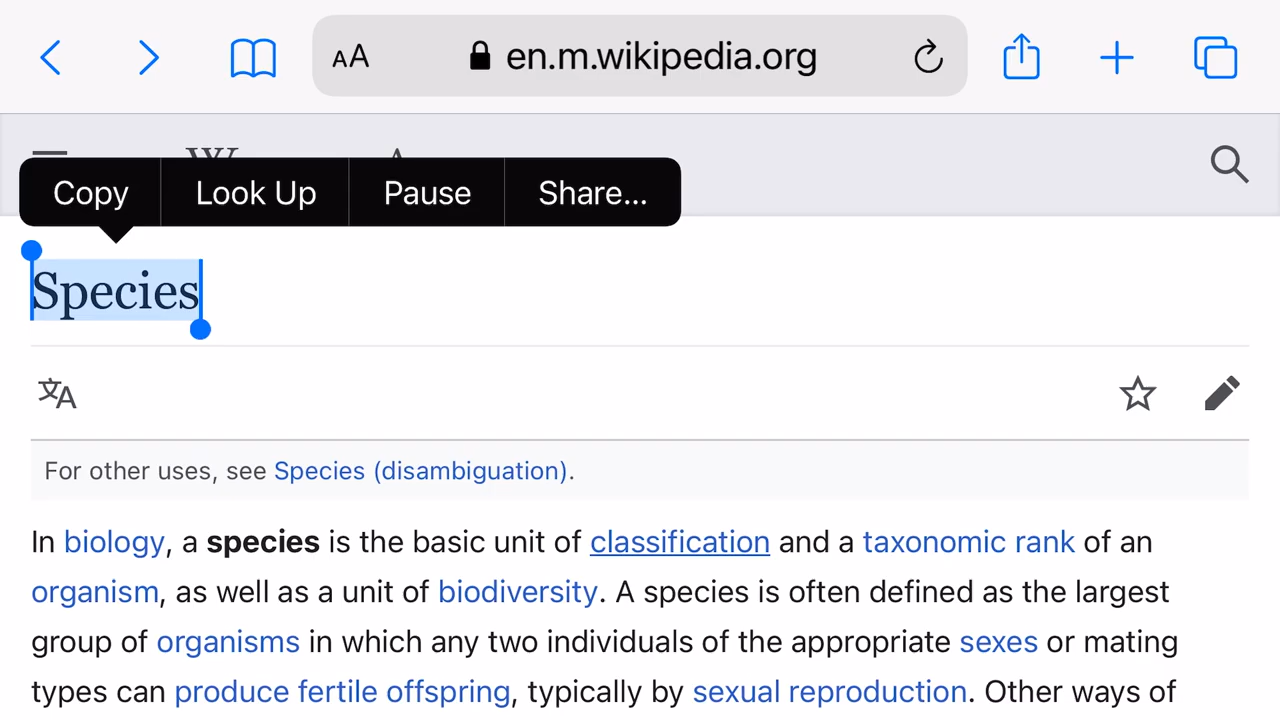 AA en.m.wikipedia.org
Copy Look Up Pause Share...
Species
文A
For other uses, see Species (disambiguation).
In biology, a species is the basic unit of classification and a taxonomic rank of an
organism, as well as a unit of biodiversity. A species is often defined as the largest
group of organisms in which any two individuals of the appropriate sexes or mating
types can produce fertile offspring, typically by sexual reproduction. Other ways of